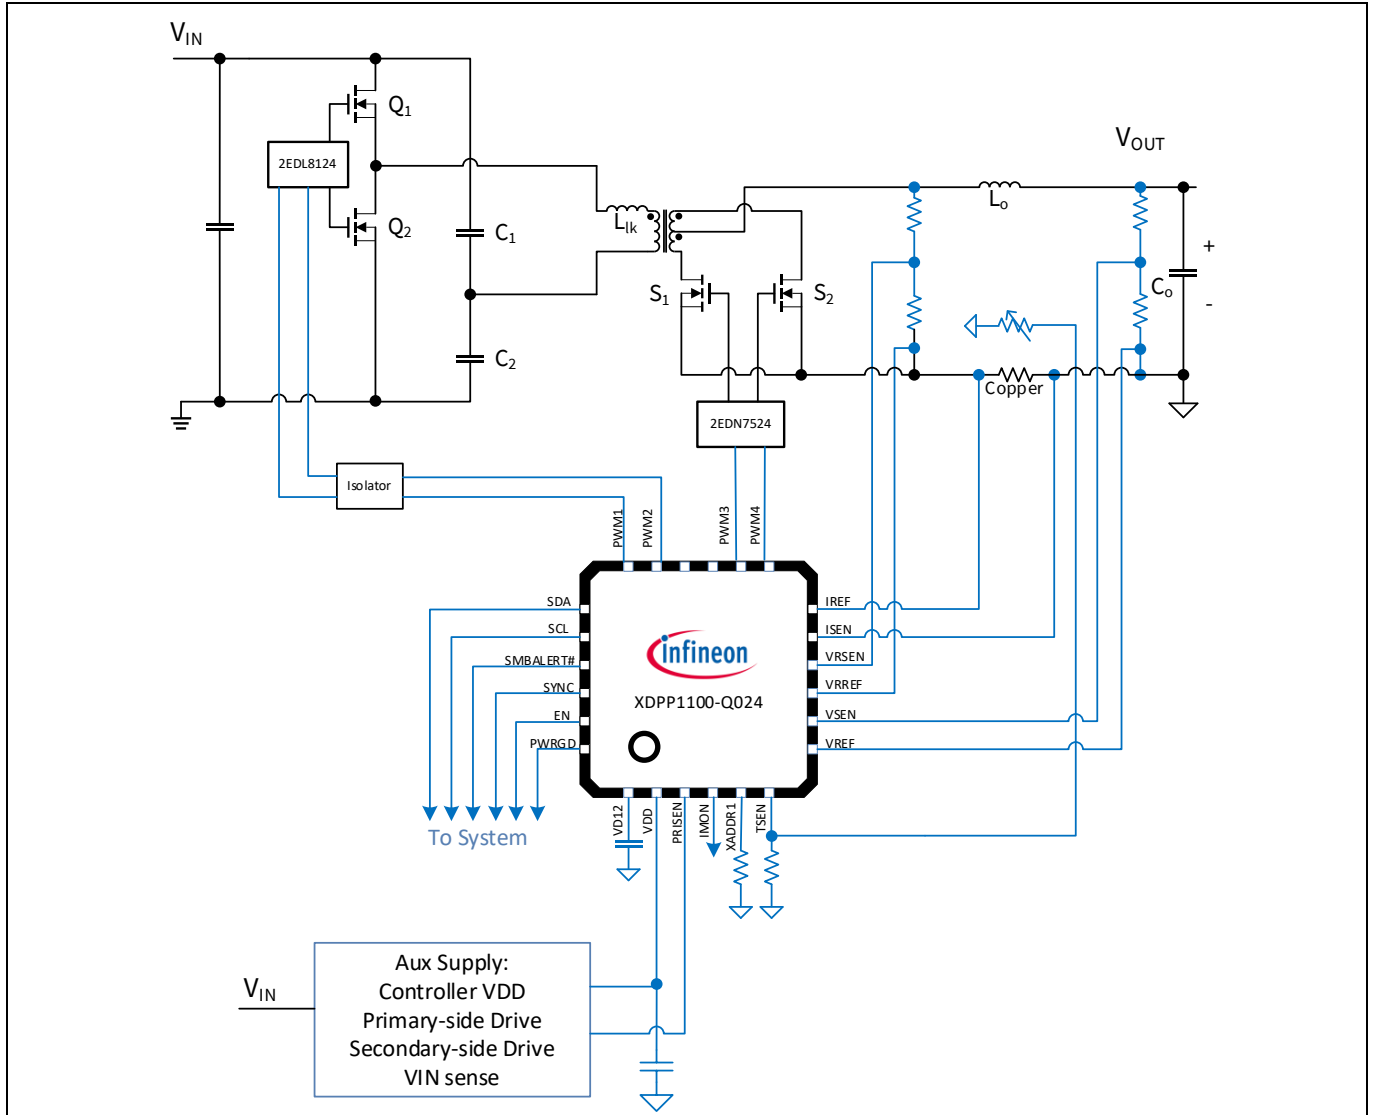 VIN
Q1
2EDL8124
Q2
C1
C2
Llk
S1
S2
VOUT
Lo
Co
+
-
Copper
2EDN7524
Isolator
PWM1
PWM2
PWM3
PWM4
SDA
SCL
SMBALERT#
SYNC
EN
PWRGD
infineon
XDPP1100-Q024
IREF
ISEN
VRSEN
VRREF
VSEN
VREF
VD12
VDD
PRISEN
IMON
XADDR1
TSEN
To System
VIN
Aux Supply:
Controller VDD
Primary-side Drive
Secondary-side Drive
VIN sense